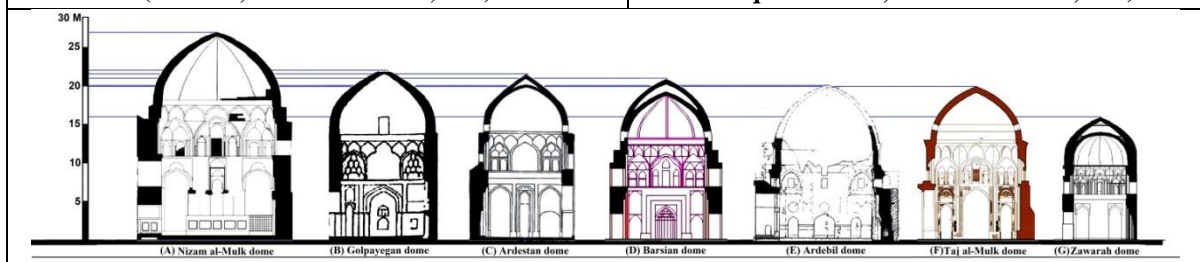 30 M
25
20
15
10
5
(A) Nizam al-Mulk dome
(B) Golpayegan dome
(C) Ardestan dome
(D) Barsian dome
(E) Ardebil dome
(F)Taj al-Mulk dome
(G)Zawarah dome